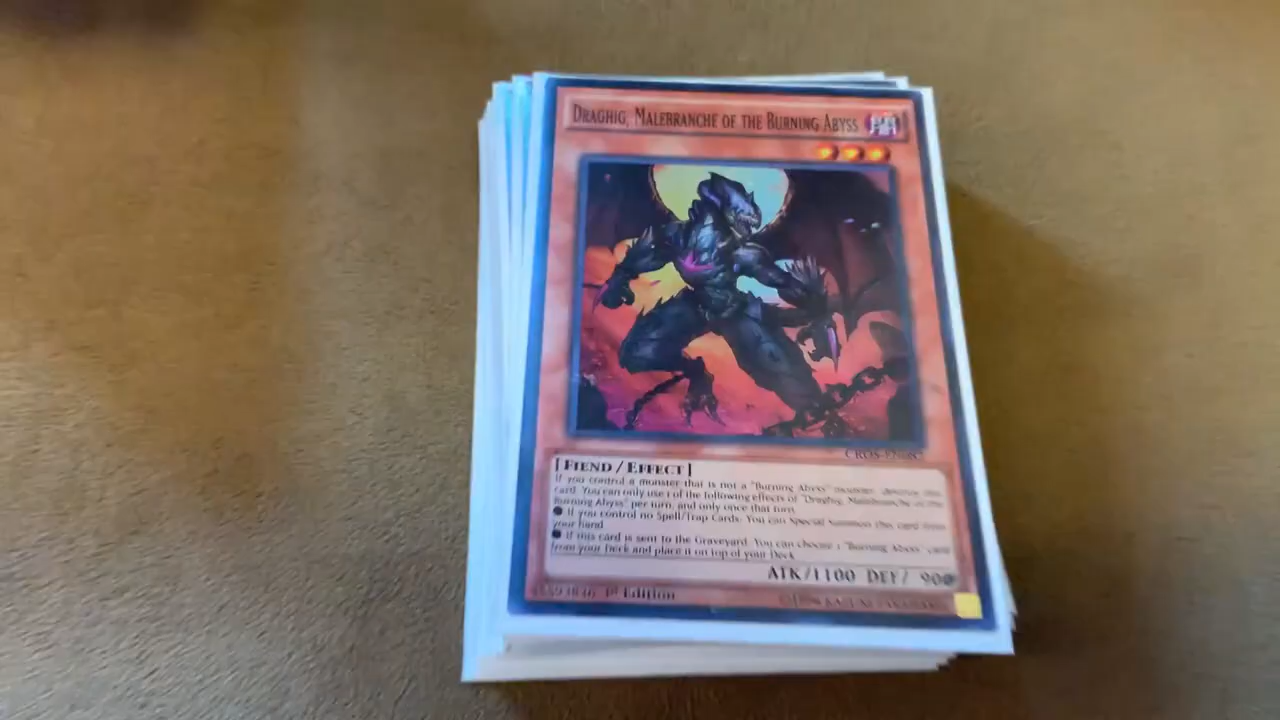 DRAGHIG, MALEBRANCHE OF THE BURNING ABYSS
[FIEND/EFFECT]
If you control a monster that is not a "Burning Abyss" monster, destroy this
card. You can only use 1 of the following effects of "Draghig, Malebranche of the
Burning Abyss" per turn, and only once that turn.
● If you control no Spell/Trap Cards: You can Special Summon this card from
your hand.
● If this card is sent to the Graveyard: You can choose 1 "Burning Abyss" card
from your Deck and place it on top of your Deck.
ATK/1100 DEF/ 900
1st Edition